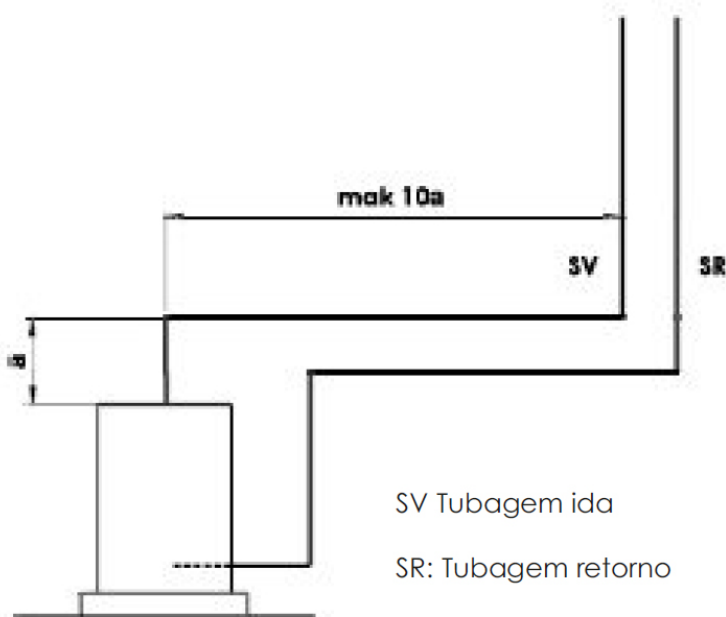 mak 10a
SV
SR
a
SV Tubagem ida
SR: Tubagem retorno